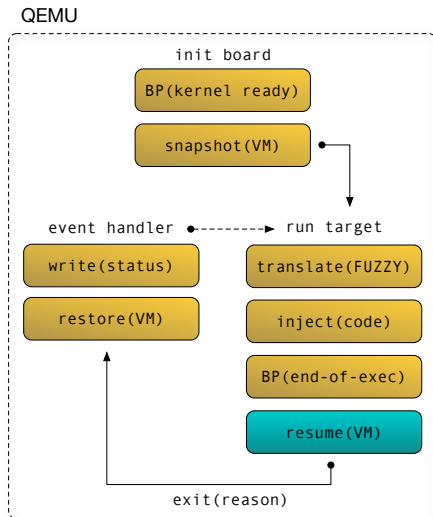 QEMU
init board
BP(kernel ready)
snapshot(VM)
event handler
write(status)
restore(VM)
run target
translate(FUZZY)
inject(code)
BP(end-of-exec)
resume(VM)
exit(reason)